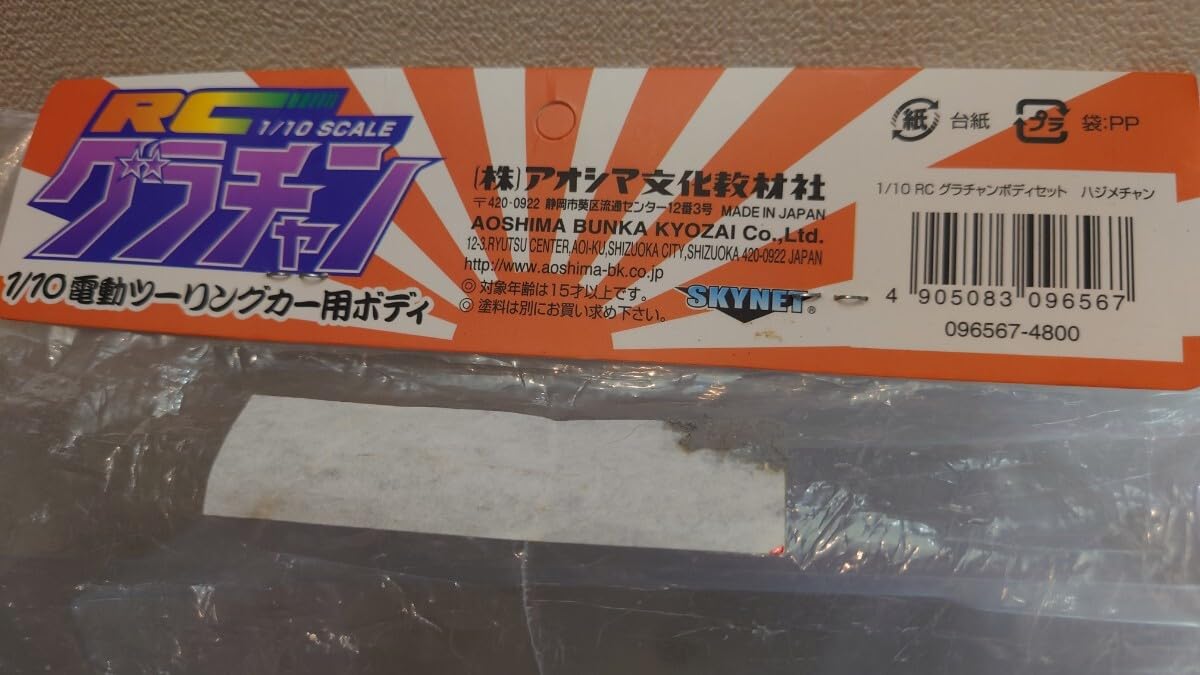 RC
1/10 SCALE
グラチャン
1/10 電動ツーリングカー用ボディ
(株)アオシマ文化教材社
〒420-0922 静岡市葵区流通センター12番3号 MADE IN JAPAN
AOSHIMA BUNKA KYOZAI Co.,Ltd.
12-3,RYUTSU CENTER,AOI-KU,SHIZUOKA CITY,SHIZUOKA 420-0922 JAPAN
http://www.aoshima-bk.co.jp
◎ 対象年齢は15才以上です。
◎ 塗料は別にお買い求め下さい。
SKYNET®
紙 台紙 プラ 袋:PP
1/10 RC グラチャンボディセット ハジメチャン
4 905083 096567
096567-4800